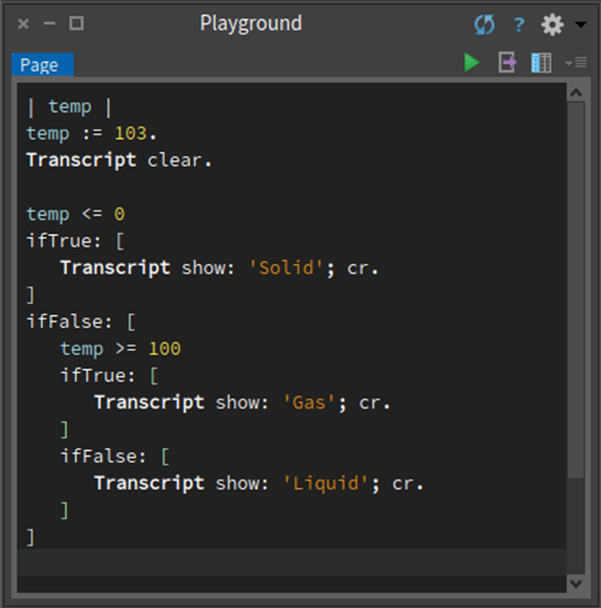 Playground
?
Page
| temp |
temp := 103.
Transcript clear.
temp <= 0
ifTrue: [
Transcript show: 'Solid'; cr.
]
ifFalse: [
temp >= 100
ifTrue: [
Transcript show: 'Gas'; cr.
]
ifFalse: [
Transcript show: 'Liquid'; cr.
]
]